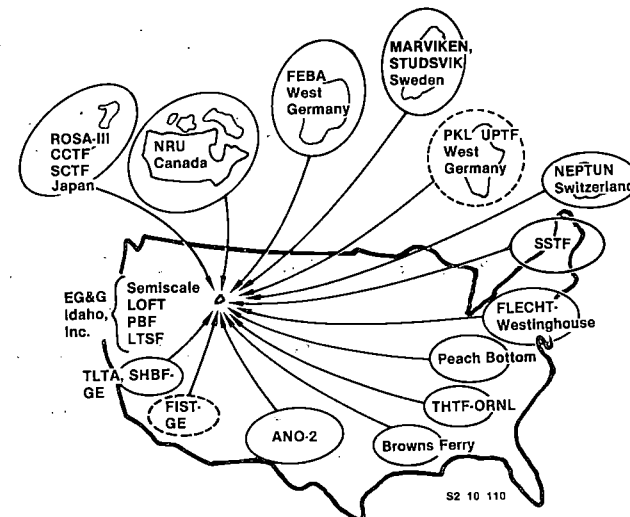 MARVIKEN,
STUDSVIK
Sweden
FEBA
West
Germany
ROSA-III
CCTF
SCTF
Japan
NRU
Canada
PKL UPTF
West
Germany
NEPTUN
Switzerland
SSTF
EG&G
Idaho,
Inc.
Semiscale
LOFT
PBF
LTSF
FLECHT-
Westinghouse
Peach Bottom
TLTA, SHBF-
GE
FIST-
GE
THTF-ORNL
ANO-2
Browns Ferry
S2 10 110